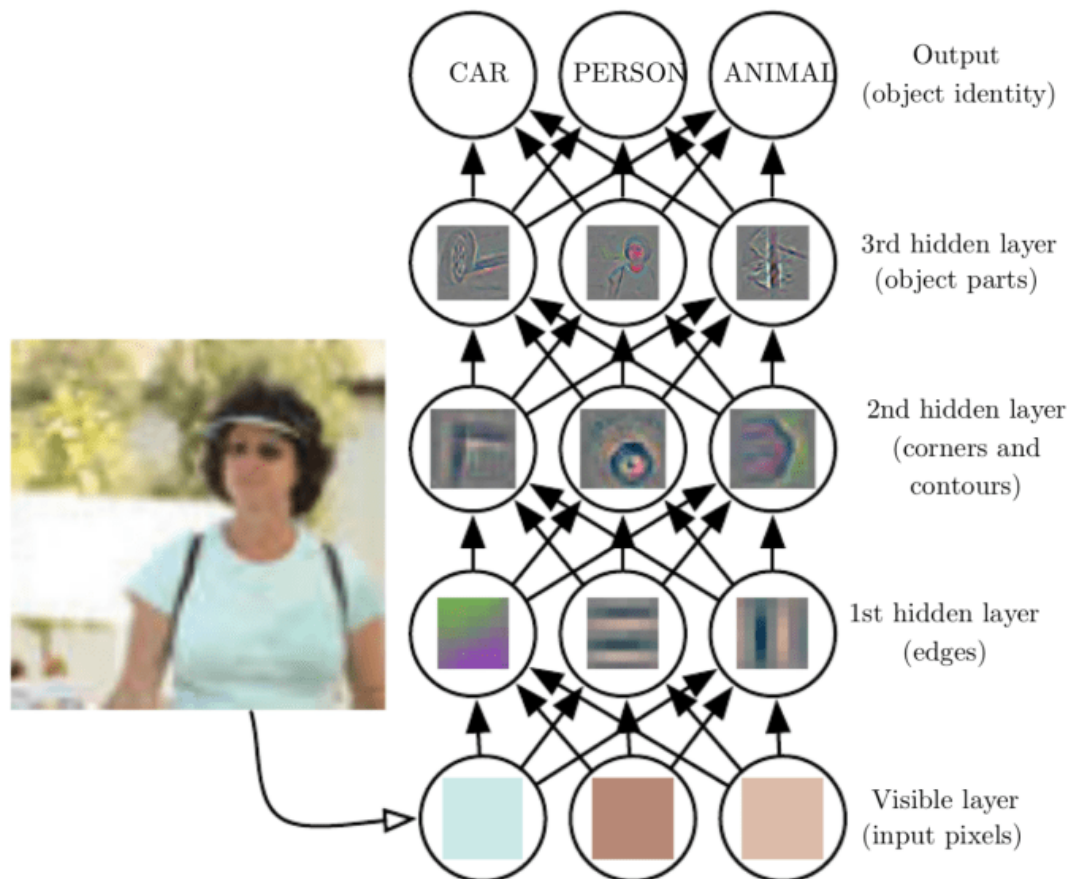 CAR
PERSON
ANIMAL
Output
(object identity)
3rd hidden layer
(object parts)
2nd hidden layer
(corners and
contours)
1st hidden layer
(edges)
Visible layer
(input pixels)